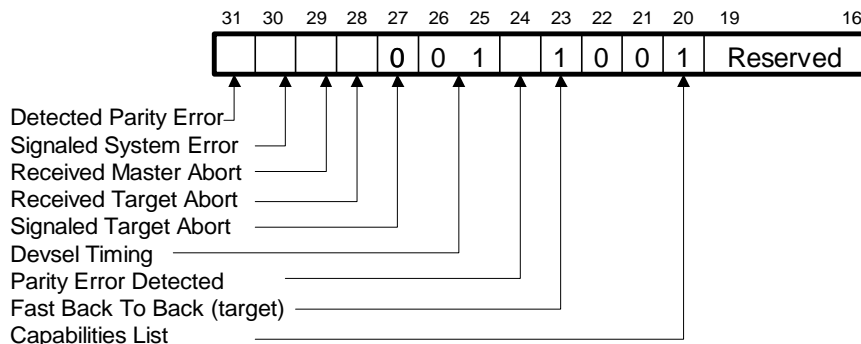 31 30 29 28 27 26 25 24 23 22 21 20 19 16
0 0 1 1 0 0 1 Reserved
Detected Parity Error
Signaled System Error
Received Master Abort
Received Target Abort
Signaled Target Abort
Devsel Timing
Parity Error Detected
Fast Back To Back (target)
Capabilities List